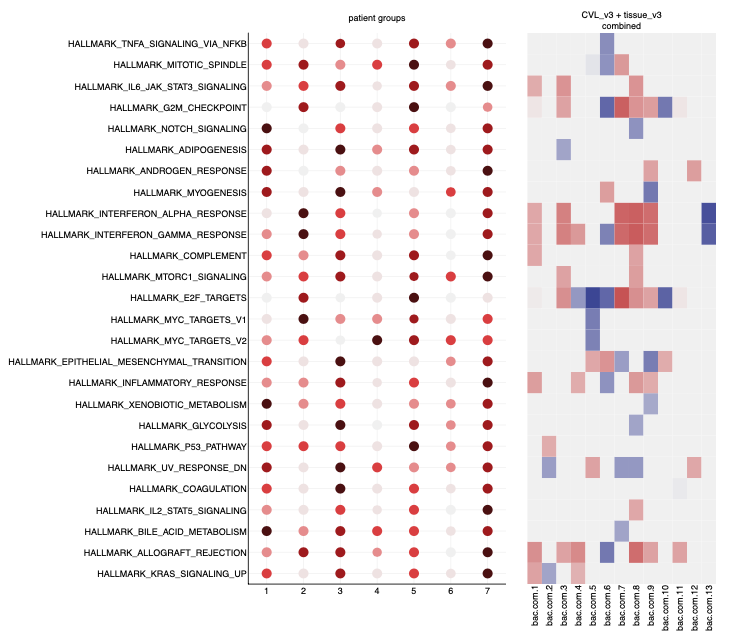 patient groups
CVL_v3 + tissue_v3
combined
HALLMARK_TNFA_SIGNALING_VIA_NFKB
HALLMARK_MITOTIC_SPINDLE
HALLMARK_IL6_JAK_STAT3_SIGNALING
HALLMARK_G2M_CHECKPOINT
HALLMARK_NOTCH_SIGNALING
HALLMARK_ADIPOGENESIS
HALLMARK_ANDROGEN_RESPONSE
HALLMARK_MYOGENESIS
HALLMARK_INTERFERON_ALPHA_RESPONSE
HALLMARK_INTERFERON_GAMMA_RESPONSE
HALLMARK_COMPLEMENT
HALLMARK_MTORC1_SIGNALING
HALLMARK_E2F_TARGETS
HALLMARK_MYC_TARGETS_V1
HALLMARK_MYC_TARGETS_V2
HALLMARK_EPITHELIAL_MESENCHYMAL_TRANSITION
HALLMARK_INFLAMMATORY_RESPONSE
HALLMARK_XENOBIOTIC_METABOLISM
HALLMARK_GLYCOLYSIS
HALLMARK_P53_PATHWAY
HALLMARK_UV_RESPONSE_DN
HALLMARK_COAGULATION
HALLMARK_IL2_STAT5_SIGNALING
HALLMARK_BILE_ACID_METABOLISM
HALLMARK_ALLOGRAFT_REJECTION
HALLMARK_KRAS_SIGNALING_UP
1 2 3 4 5 6 7
bac.com.1
bac.com.2
bac.com.3
bac.com.4
bac.com.5
bac.com.6
bac.com.7
bac.com.8
bac.com.9
bac.com.10
bac.com.11
bac.com.12
bac.com.13